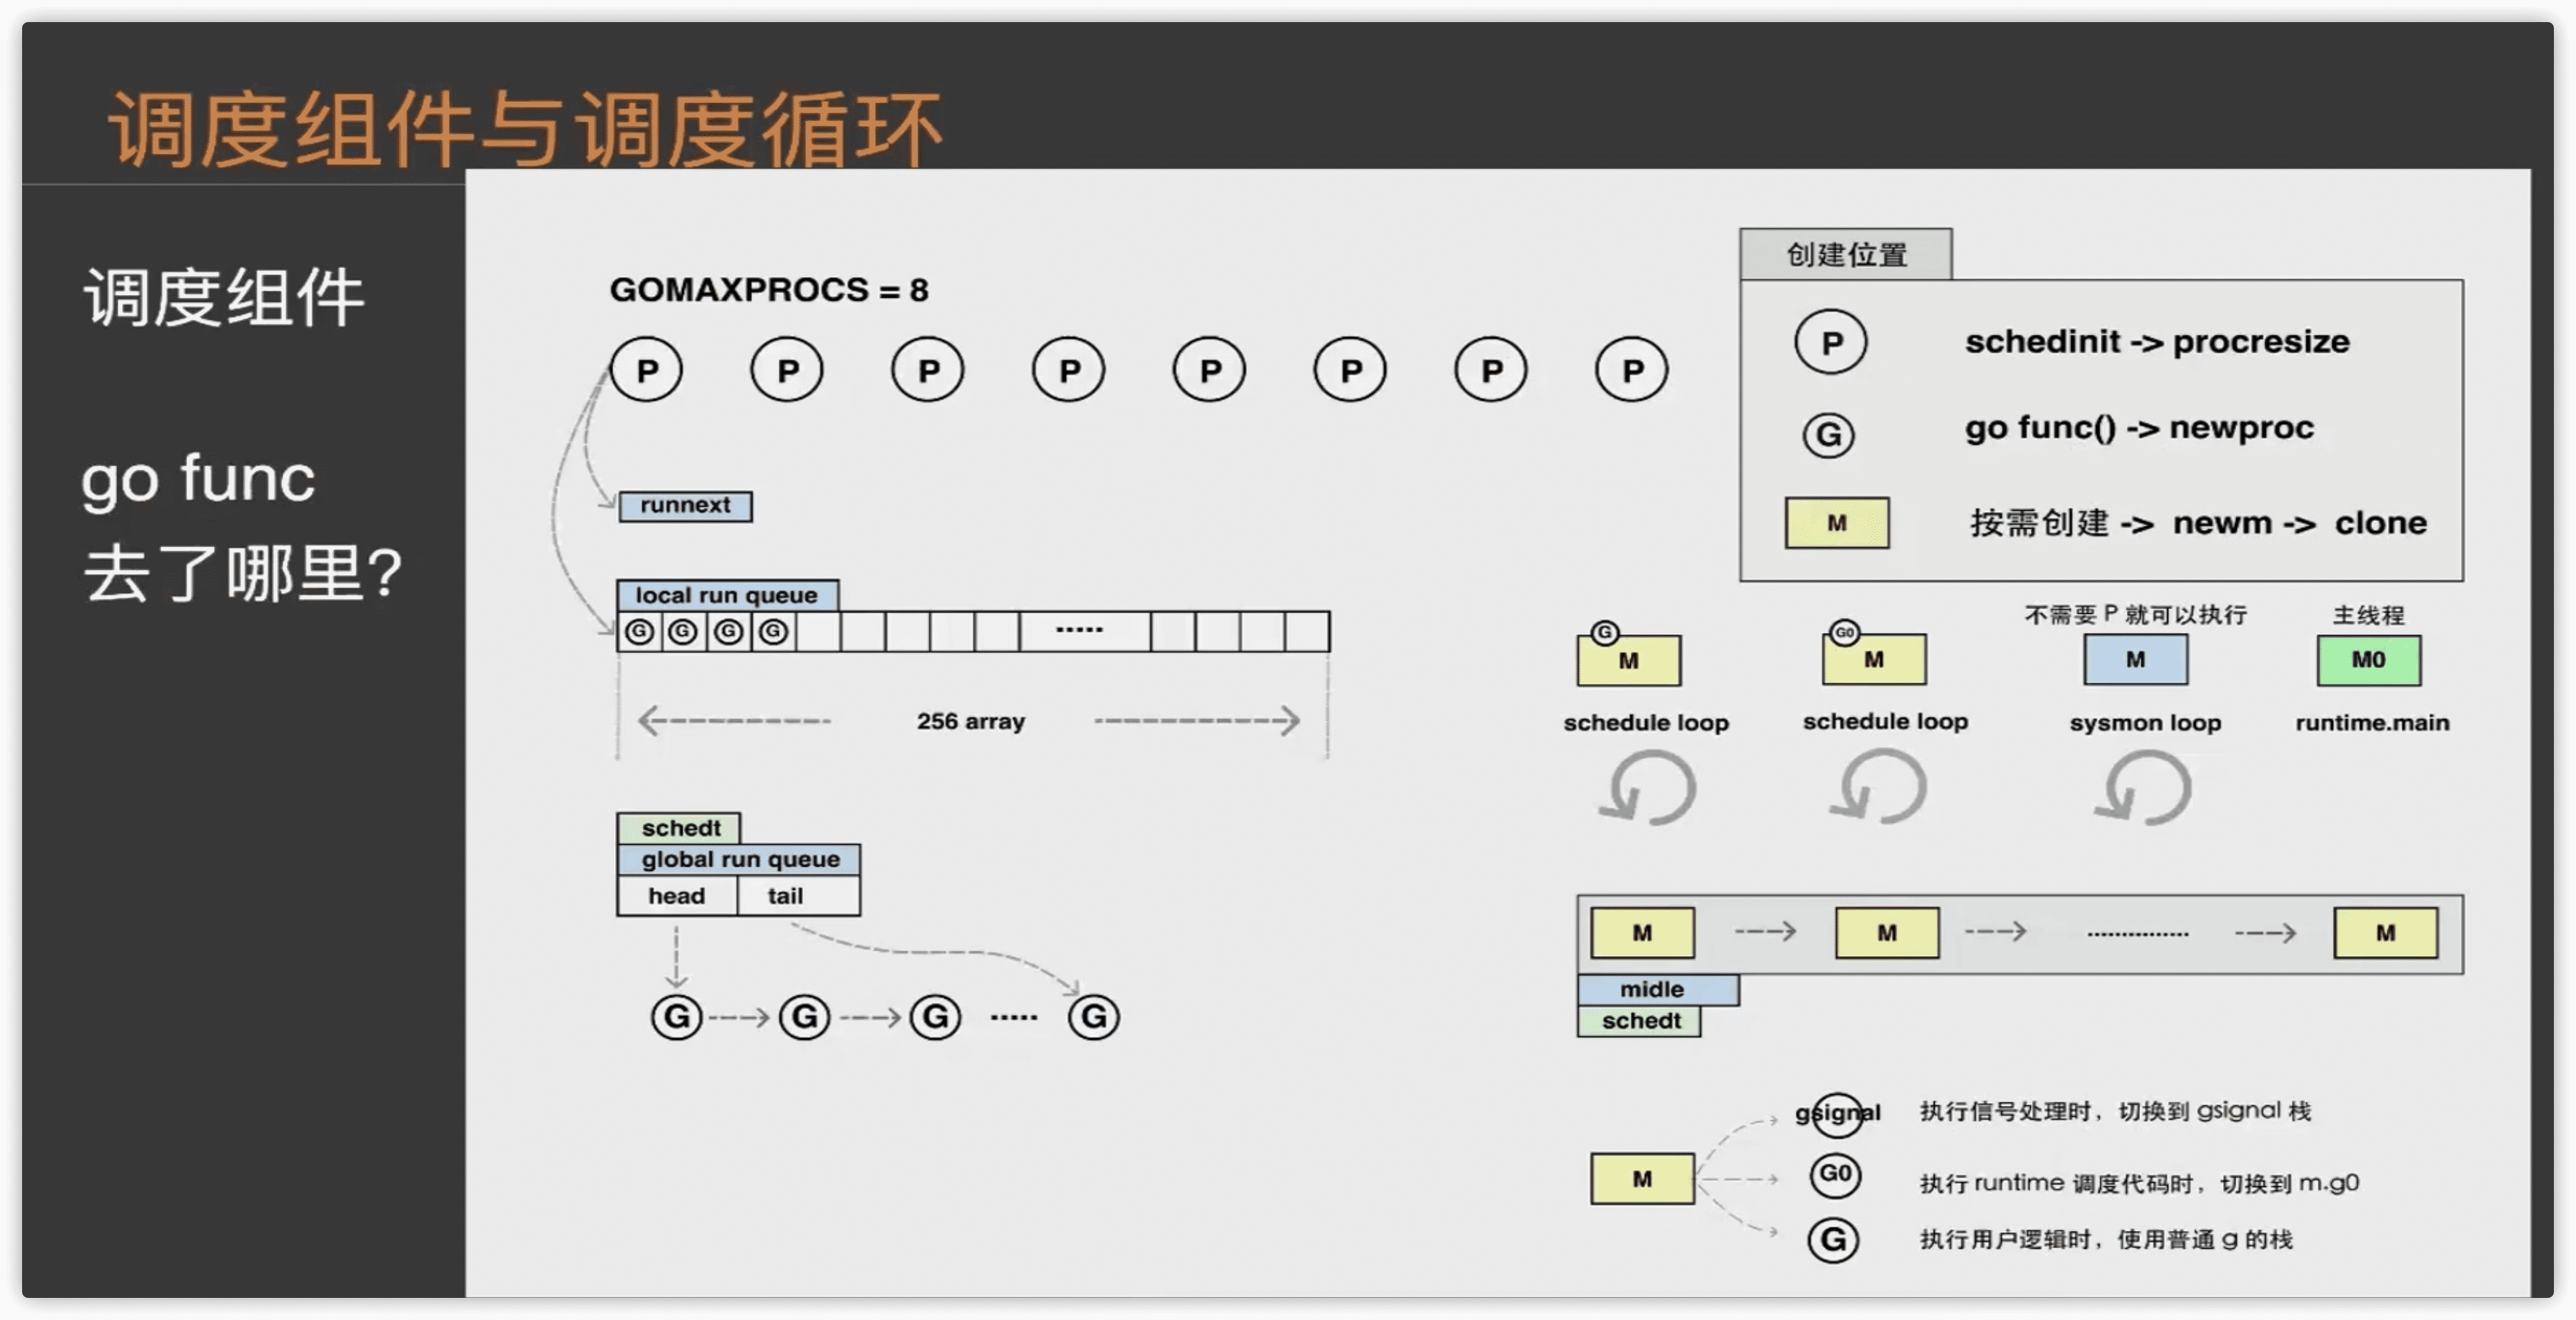 调度组件与调度循环
调度组件
go func
去了哪里?
GOMAXPROCS = 8
P P P P P P P P
runnext
local run queue
G G G G .....
256 array
schedt
global run queue
head tail
G G G ..... G
创建位置
P schedinit -> procresize
G go func() -> newproc
M 按需创建 -> newm -> clone
不需要 P 就可以执行 主线程
G G0
M M M M0
schedule loop schedule loop sysmon loop runtime.main
M M .............. M
midle
schedt
gsignal 执行信号处理时，切换到 gsignal 栈
M G0 执行 runtime 调度代码时，切换到 m.g0
G 执行用户逻辑时，使用普通 g 的栈